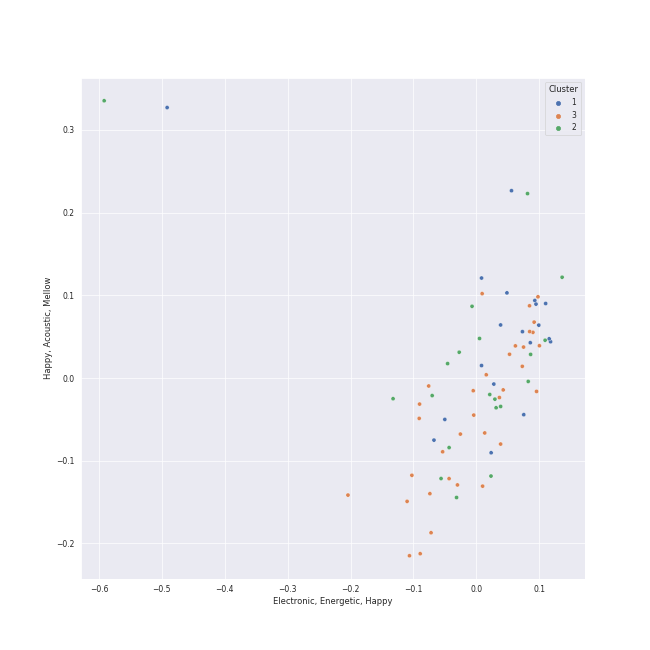 Cluster
1
3
2
0.3
0.2
0.1
0.0
−0.1
−0.2
Happy, Acoustic, Mellow
−0.6 −0.5 −0.4 −0.3 −0.2 −0.1 0.0 0.1
Electronic, Energetic, Happy